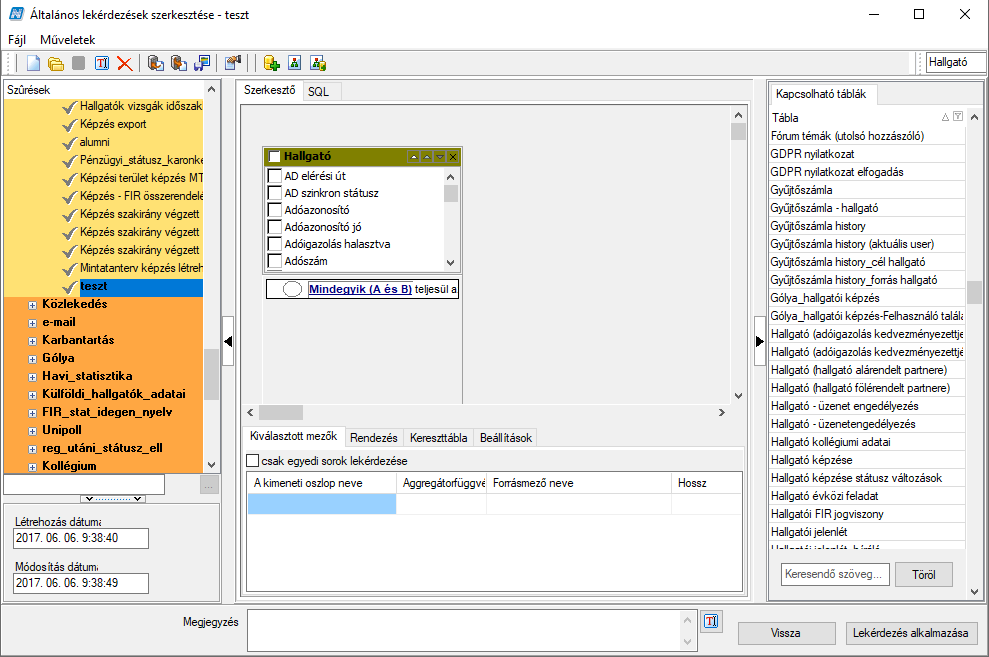 Általános lekérdezések szerkesztése - teszt
Fájl Műveletek
Hallgató
Szűrések
Hallgatók vizsgák időszak
Képzés export
alumni
Pénzügyi_státusz_karonke
Képzési terület képzés MT
Képzés - FIR összerendelé
Képzés szakirány végzett
Képzés szakirány végzett
Képzés szakirány végzett
Mintatanterv képzés létreh
teszt
Közlekedés
e-mail
Karbantartás
Gólya
Havi_statisztika
Külföldi_hallgatók_adatai
FIR_stat_idegen_nyelv
Unipoll
reg_utáni_státusz_ell
Kollégium
...
Létrehozás dátuma
2017. 06. 06. 9:38:40
Módosítás dátuma
2017. 06. 06. 9:38:49
Szerkesztő SQL
Hallgató
AD elérési út
AD szinkron státusz
Adóazonosító
Adóazonosító jó
Adóigazolás halasztva
Adószám
Mindegyik (A és B) teljesül a
Kiválasztott mezők Rendezés Kereszttábla Beállítások
csak egyedi sorok lekérdezése
A kimeneti oszlop neve Aggregátorfüggvé Forrásmező neve Hossz
Kapcsolható táblák
Tábla
Fórum témák (utolsó hozzászóló)
GDPR nyilatkozat
GDPR nyilatkozat elfogadás
Gyűjtőszámla
Gyűjtőszámla - hallgató
Gyűjtőszámla history
Gyűjtőszámla history (aktuális user)
Gyűjtőszámla history_cél hallgató
Gyűjtőszámla history_forrás hallgató
Gólya_hallgatói képzés
Gólya_hallgatói képzés-Felhasználó talála
Hallgató (adóigazolás kedvezményezettje
Hallgató (adóigazolás kedvezményezettje
Hallgató (hallgató alárendelt partnere)
Hallgató (hallgató fölérendelt partnere)
Hallgató - üzenet engedélyezés
Hallgató - üzenetengedélyezés
Hallgató kollégiumi adatai
Hallgató képzése
Hallgató képzése státusz változások
Hallgató évközi feladat
Hallgatói FIR jogviszony
Hallgatói jelenlét
Hallgatói jelenlét_bíráló
Keresendő szöveg... Töröl
Megjegyzés
Vissza Lekérdezés alkalmazása